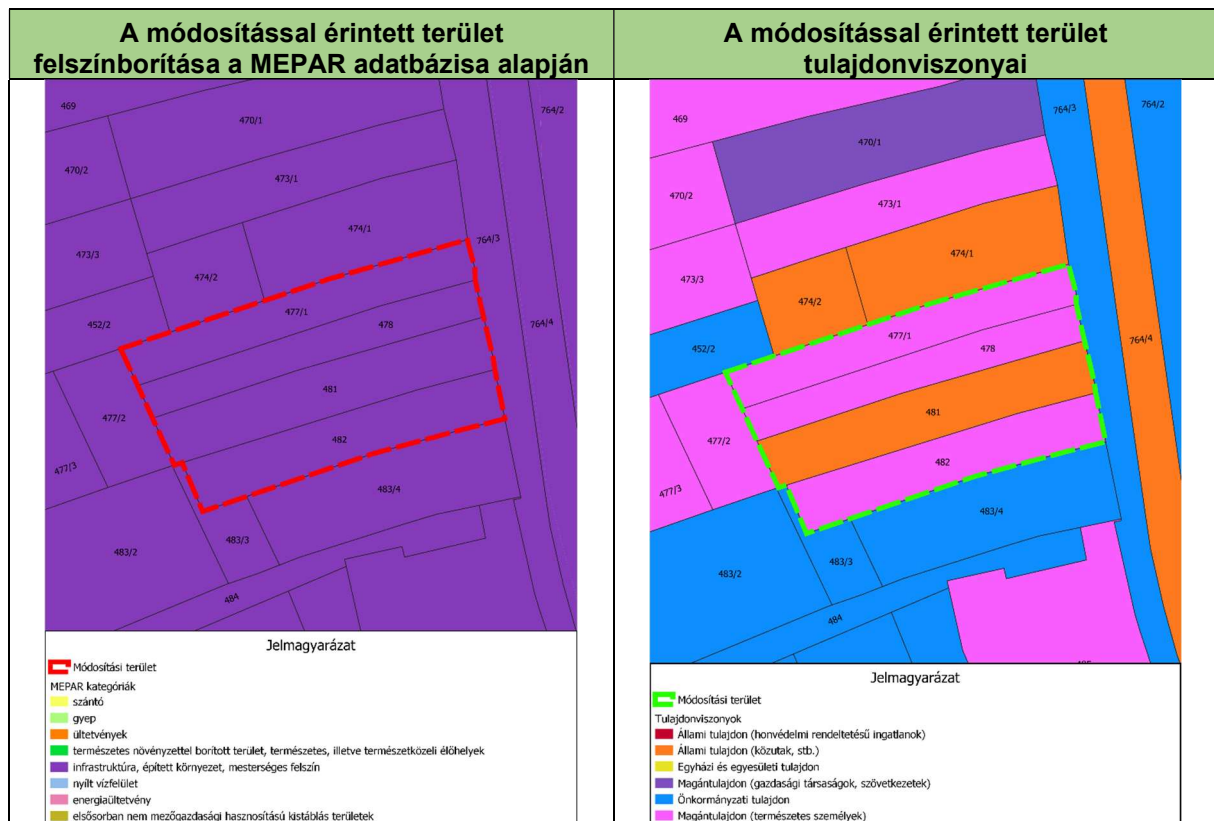 A módosítással érintett terület
felszínborítása a MEPAR adatbázisa alapján
A módosítással érintett terület
tulajdonviszonyai
469
470/1
764/2
470/2
473/1
474/1
473/3
474/2
764/3
452/2
477/1
478
764/4
477/2
481
482
477/3
483/4
483/2
483/3
484
Jelmagyarázat
Módosítási terület
MEPAR kategóriák
szántó
gyep
ültetvények
természetes növényzettel borított terület, természetes, illetve természetközeli élőhelyek
infrastruktúra, épített környezet, mesterséges felszín
nyílt vízfelület
energiaültetvény
elsősorban nem mezőgazdasági hasznosítású kistáblás területek
469
764/3
764/2
470/1
470/2
473/1
473/3
474/1
474/2
452/2
477/1
764/4
478
481
477/2
482
477/3
483/4
483/2
483/3
484
Jelmagyarázat
Módosítási terület
Tulajdonviszonyok
Állami tulajdon (honvédelmi rendeltetésű ingatlanok)
Állami tulajdon (közutak, stb.)
Egyházi és egyesületi tulajdon
Magántulajdon (gazdasági társaságok, szövetkezetek)
Önkormányzati tulajdon
Magántulajdon (természetes személyek)